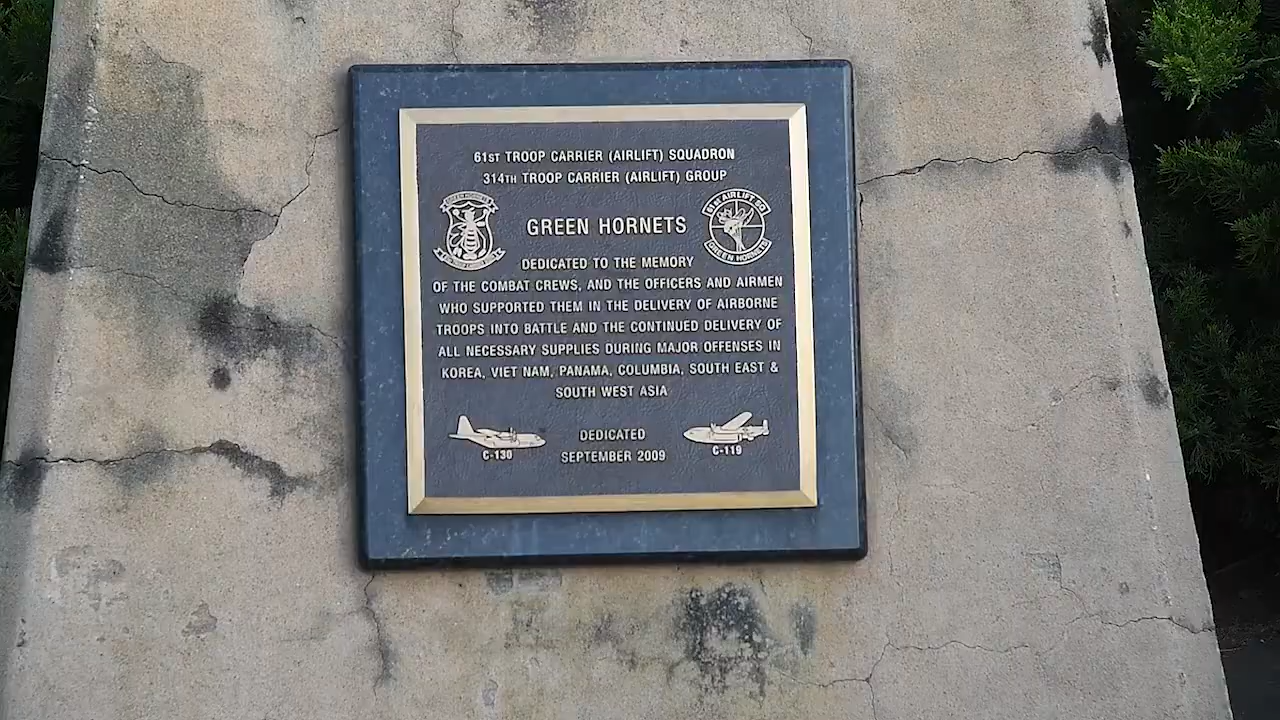 61ST TROOP CARRIER (AIRLIFT) SQUADRON
314TH TROOP CARRIER (AIRLIFT) GROUP
GREEN HORNETS
61ST AIRLIFT SQ
GREEN HORNETS
DEDICATED TO THE MEMORY
OF THE COMBAT CREWS, AND THE OFFICERS AND AIRMEN
WHO SUPPORTED THEM IN THE DELIVERY OF AIRBORNE
TROOPS INTO BATTLE AND THE CONTINUED DELIVERY OF
ALL NECESSARY SUPPLIES DURING MAJOR OFFENSES IN
KOREA, VIET NAM, PANAMA, COLUMBIA, SOUTH EAST &
SOUTH WEST ASIA
C-130
DEDICATED
SEPTEMBER 2009
C-119